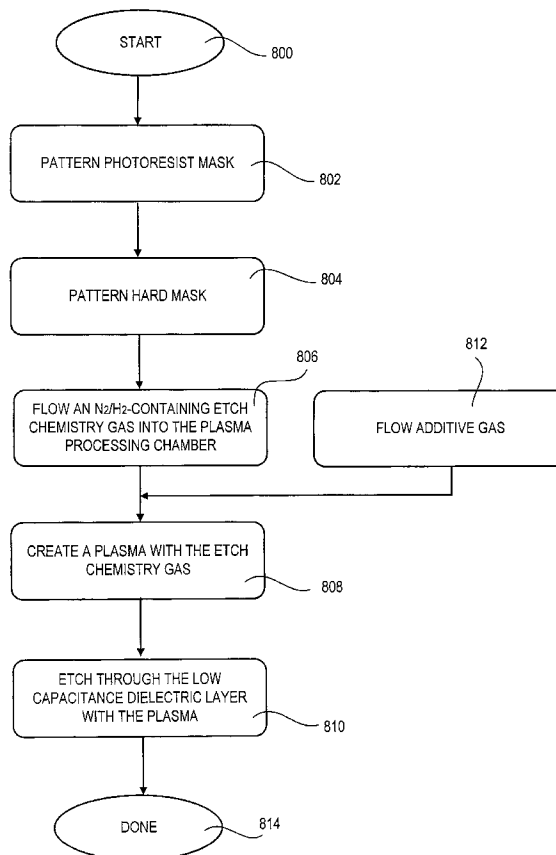 START
800
PATTERN PHOTORESIST MASK
802
PATTERN HARD MASK
804
806
FLOW AN N2/H2-CONTAINING ETCH
CHEMISTRY GAS INTO THE PLASMA
PROCESSING CHAMBER
812
FLOW ADDITIVE GAS
CREATE A PLASMA WITH THE ETCH
CHEMISTRY GAS
808
ETCH THROUGH THE LOW
CAPACITANCE DIELECTRIC LAYER
WITH THE PLASMA
810
DONE
814